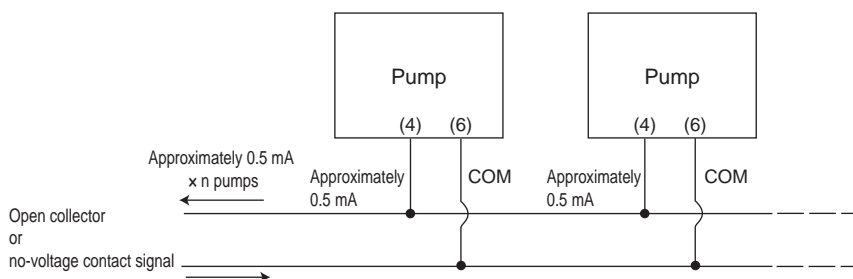 Pump
Pump
(4) (6)
(4) (6)
Approximately 0.5 mA
× n pumps
Approximately
0.5 mA
COM
Approximately
0.5 mA
COM
Open collector
or
no-voltage contact signal